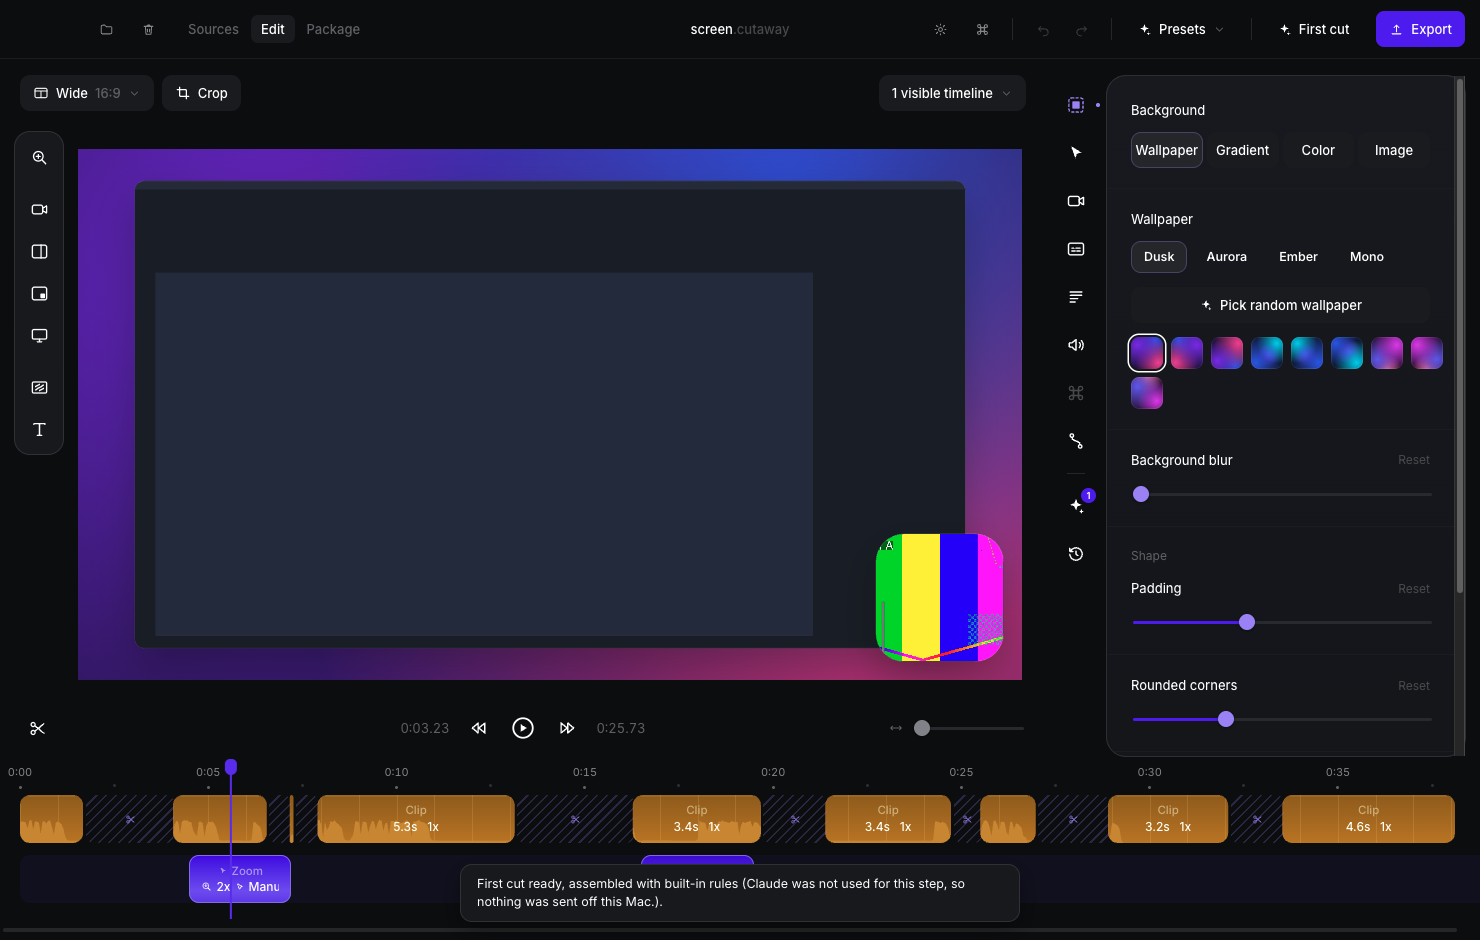 Sources Edit Package
screen.cutaway
Presets
First cut
Export
Wide 16:9
Crop
1 visible timeline
Background
Wallpaper Gradient Color Image
Wallpaper
Dusk Aurora Ember Mono
Pick random wallpaper
Background blur Reset
1
Shape
Padding Reset
Rounded corners Reset
A
0:03.23
0:25.73
0:00 0:05 0:10 0:15 0:20 0:25 0:30 0:35
Clip Clip Clip Clip Clip
5.3s 1x 3.4s 1x 3.4s 1x 3.2s 1x 4.6s 1x
Zoom
2x Manu
First cut ready, assembled with built-in rules (Claude was not used for this step, so
nothing was sent off this Mac.).